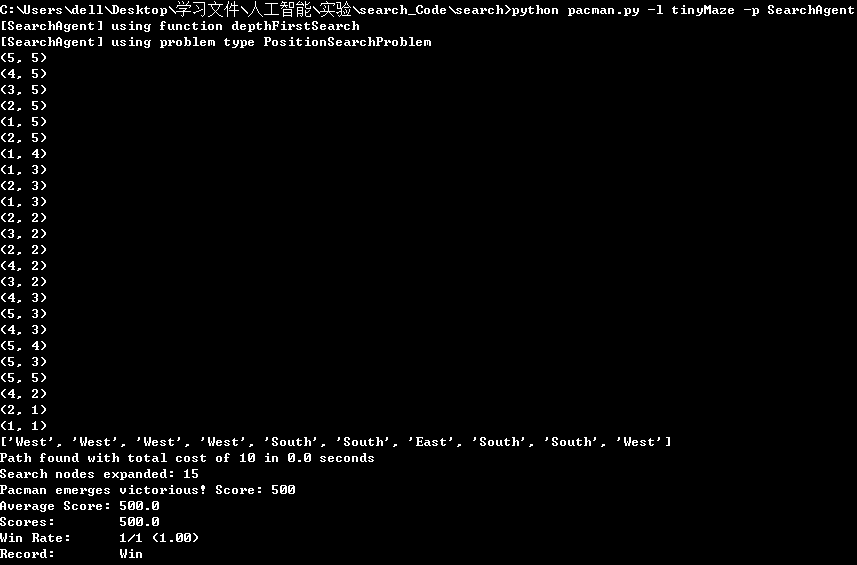 C:\Users\dell\Desktop\学习文件\人工智能\实验\search_Code\search>python pacman.py -l tinyMaze -p SearchAgent
[SearchAgent] using function depthFirstSearch
[SearchAgent] using problem type PositionSearchProblem
(5, 5)
(4, 5)
(3, 5)
(2, 5)
(1, 5)
(2, 5)
(1, 4)
(1, 3)
(2, 3)
(1, 3)
(2, 2)
(3, 2)
(2, 2)
(4, 2)
(3, 2)
(4, 3)
(5, 3)
(4, 3)
(5, 4)
(5, 3)
(5, 5)
(4, 2)
(2, 1)
(1, 1)
['West', 'West', 'West', 'West', 'South', 'South', 'East', 'South', 'South', 'West']
Path found with total cost of 10 in 0.0 seconds
Search nodes expanded: 15
Pacman emerges victorious! Score: 500
Average Score: 500.0
Scores:        500.0
Win Rate:      1/1 (1.00)
Record:        Win